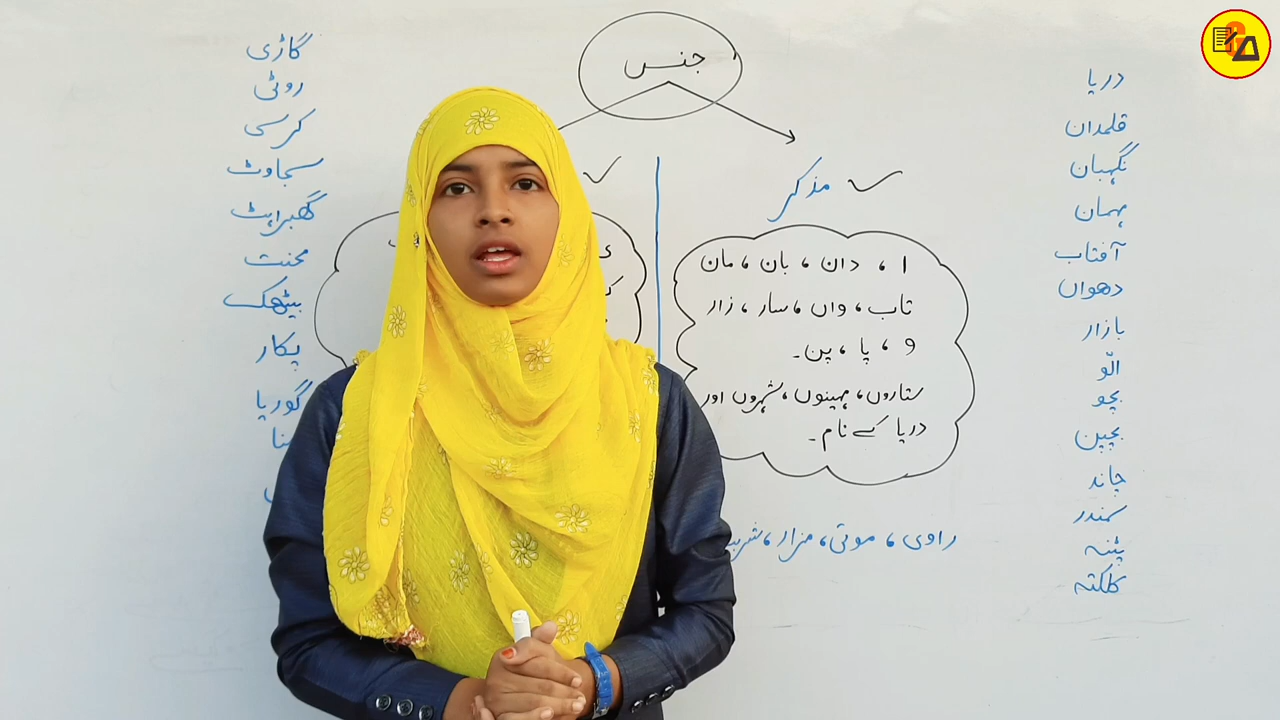 جنس
مذکر
ا ، دان ، بان ، مان
تاب ، واں ، سار ، زار
و ، پا ، پن ۔
ستاروں ، مہینوں ، شہروں اور
دریا کے نام ۔
راوی ، موتی ، مزار ،
دریا
قلمدان
نگہبان
مہمان
آفتاب
دھواں
بازار
الّو
بچپن
چاند
سمندر
پٹنہ
کلکتہ
گاڑی
روٹی
کرسی
سجاوٹ
گھبراہٹ
محنت
بیٹھک
پکار
گوریا